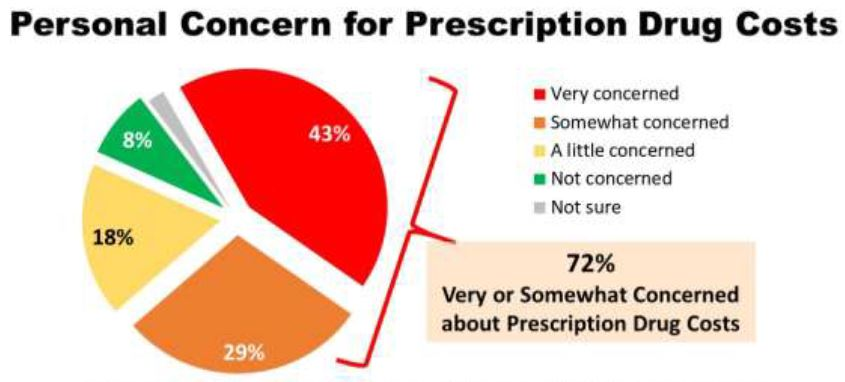 Personal Concern for Prescription Drug Costs
43%
8%
18%
29%
Very concerned
Somewhat concerned
A little concerned
Not concerned
Not sure
72%
Very or Somewhat Concerned
about Prescription Drug Costs